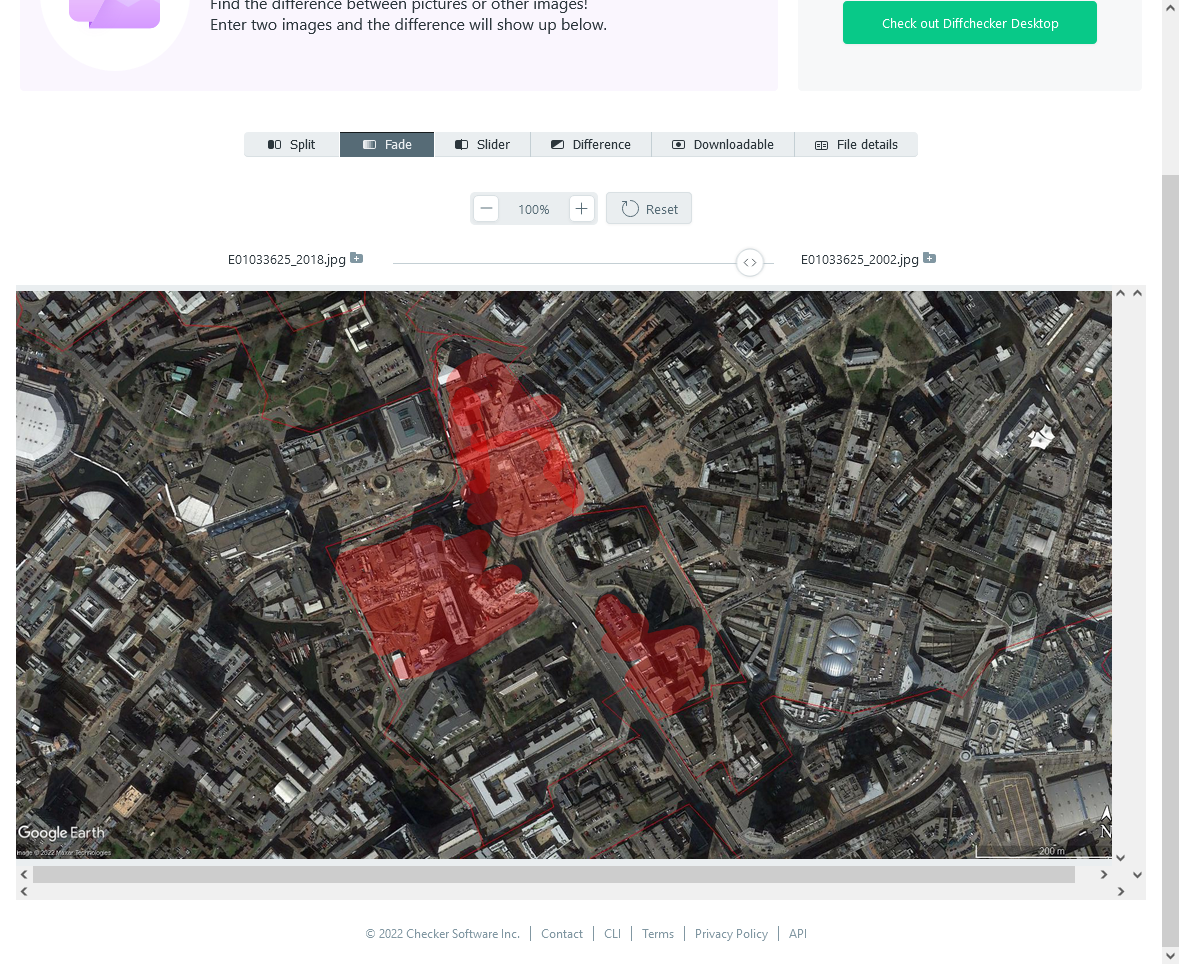 Find the difference between pictures or other images!
Enter two images and the difference will show up below.
Check out Diffchecker Desktop
Split
Fade
Slider
Difference
Downloadable
File details
100%
Reset
E01033625_2018.jpg
E01033625_2002.jpg
Google Earth
Image © 2022 Maxar Technologies
N
200 m
© 2022 Checker Software Inc.
Contact
CLI
Terms
Privacy Policy
API